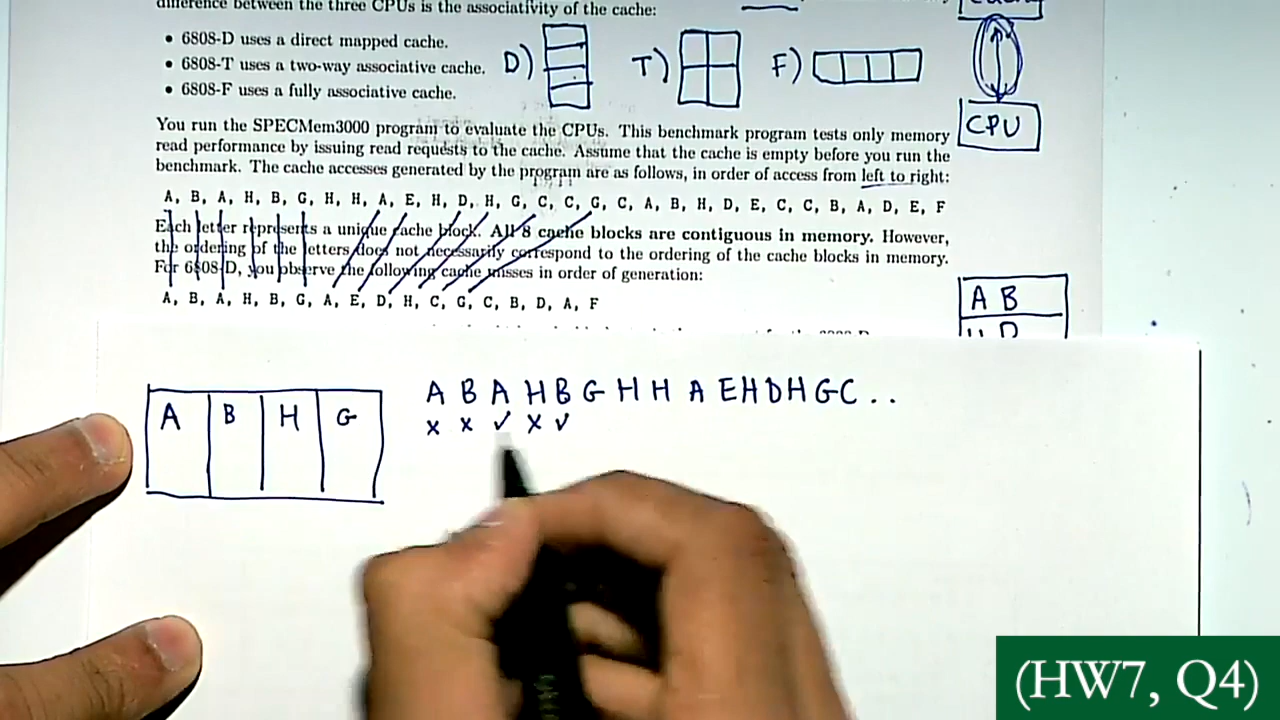 difference between the three CPUs is the associativity of the cache:
• 6808-D uses a direct mapped cache.
• 6808-T uses a two-way associative cache.
• 6808-F uses a fully associative cache.
D) T) F)
CPU
You run the SPECMem3000 program to evaluate the CPUs. This benchmark program tests only memory
read performance by issuing read requests to the cache. Assume that the cache is empty before you run the
benchmark. The cache accesses generated by the program are as follows, in order of access from left to right:
A, B, A, H, B, G, H, H, A, E, H, D, H, G, C, C, G, C, A, B, H, D, E, C, C, B, A, D, E, F
Each letter represents a unique cache block. All 8 cache blocks are contiguous in memory. However,
the ordering of the letters does not necessarily correspond to the ordering of the cache blocks in memory.
For 6808-D, you observe the following cache misses in order of generation:
A, B, A, H, B, G, A, E, D, H, C, G, C, B, D, A, F
A B
A B H G
A B A H B G H H A E H D H G C . .
x x ✓ x ✓
(HW7, Q4)